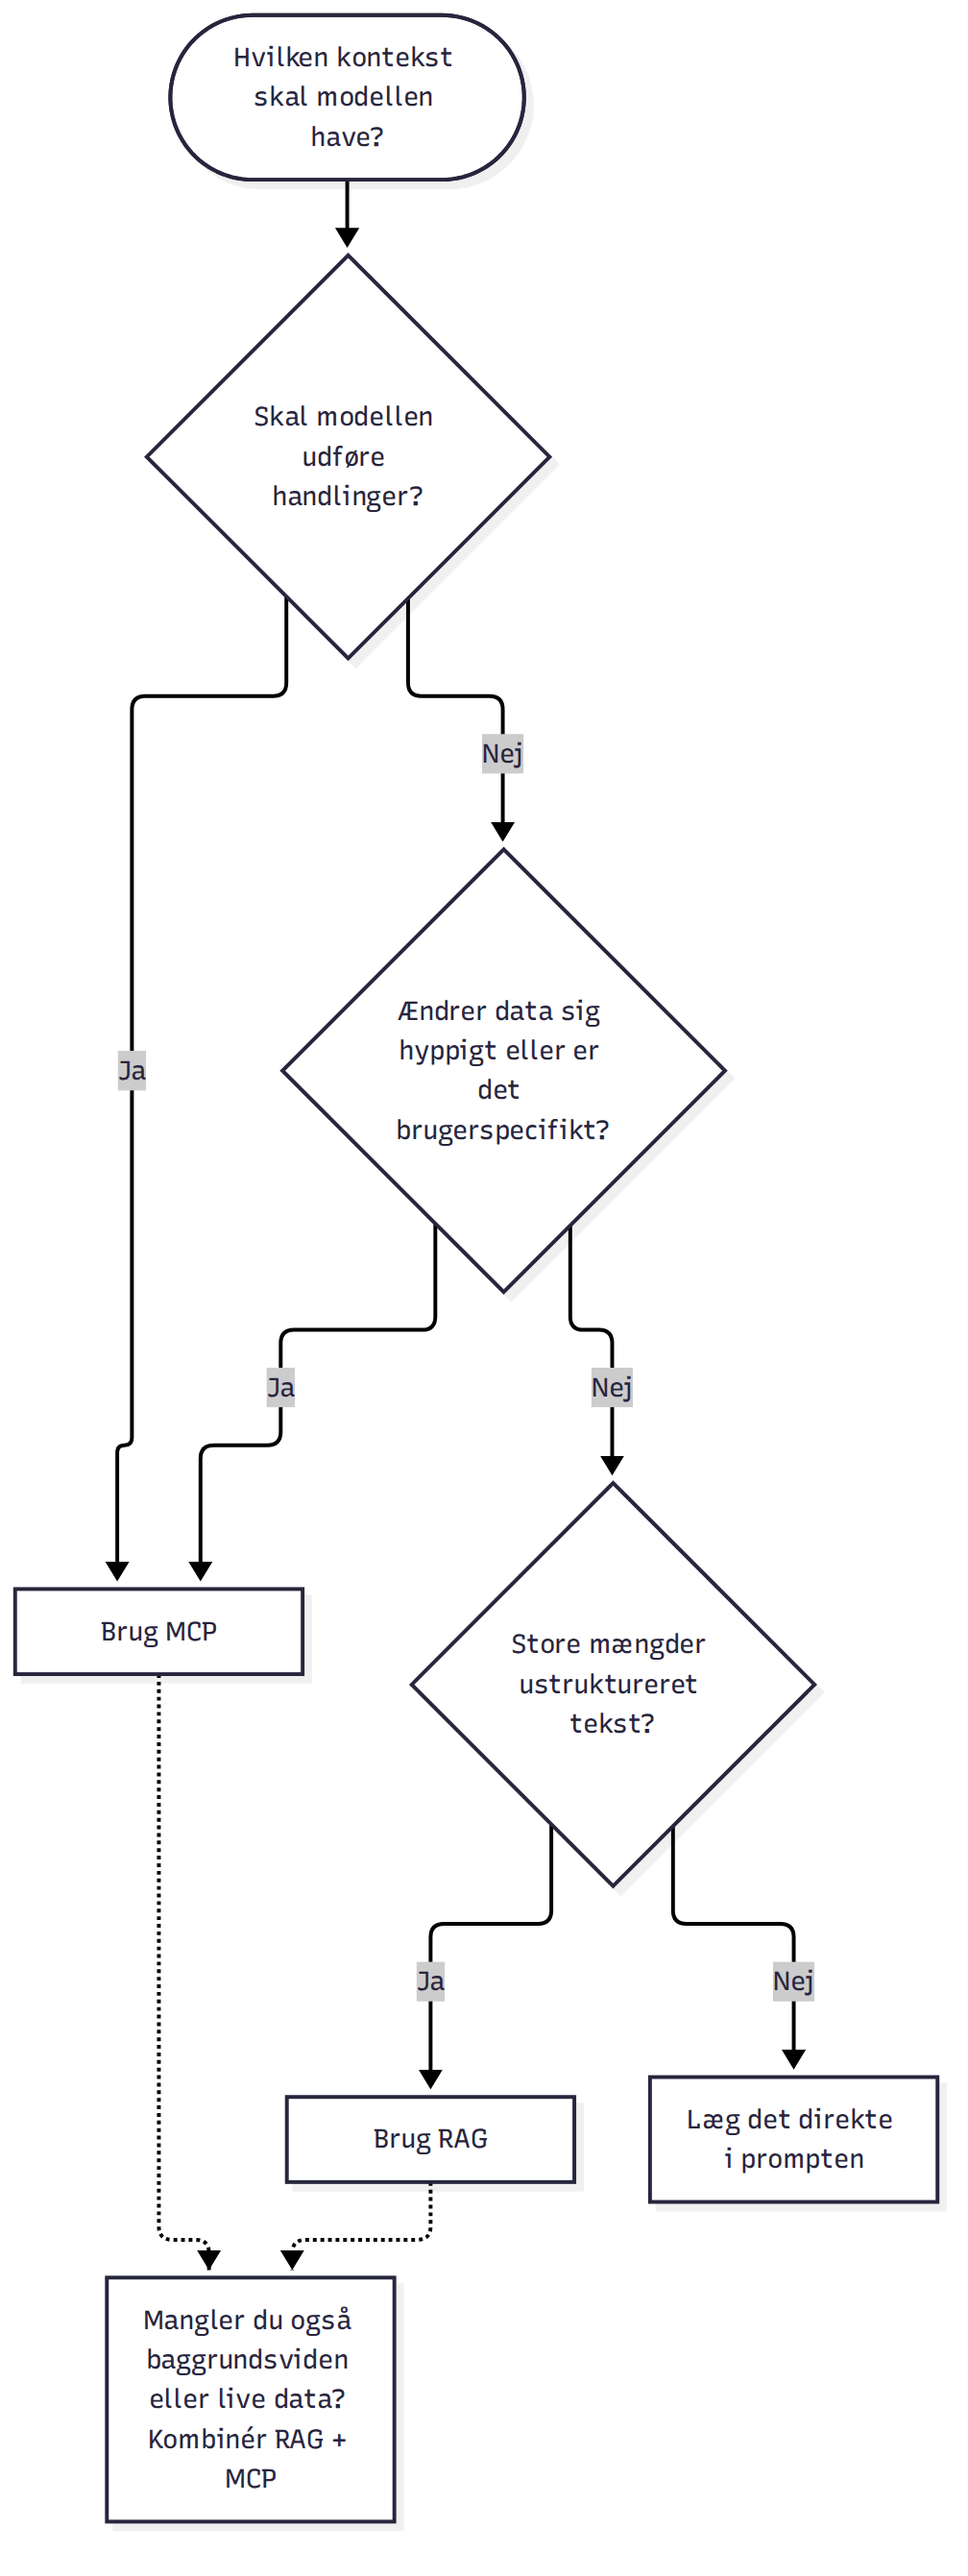 Hvilken kontekst
skal modellen
have?
Skal modellen
udføre
handlinger?
Nej
Ændrer data sig
hyppigt eller er
det
brugerspecifikt?
Ja
Ja
Nej
Brug MCP
Store mængder
ustruktureret
tekst?
Ja
Nej
Brug RAG
Læg det direkte
i prompten
Mangler du også
baggrundsviden
eller live data?
Kombinér RAG +
MCP